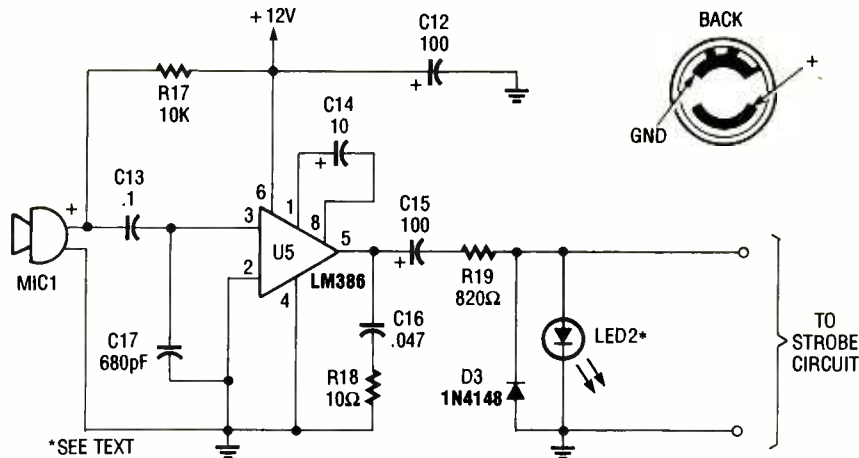 +12V
C12
100
+
BACK
+
GND
R17
10K
C14
10
+
C13
.1
+
MIC1
6
1
8
3
2
4
5
U5
LM386
C15
100
+
R19
820Ω
C17
680pF
C16
.047
R18
10Ω
D3
1N4148
LED2*
TO
STROBE
CIRCUIT
*SEE TEXT